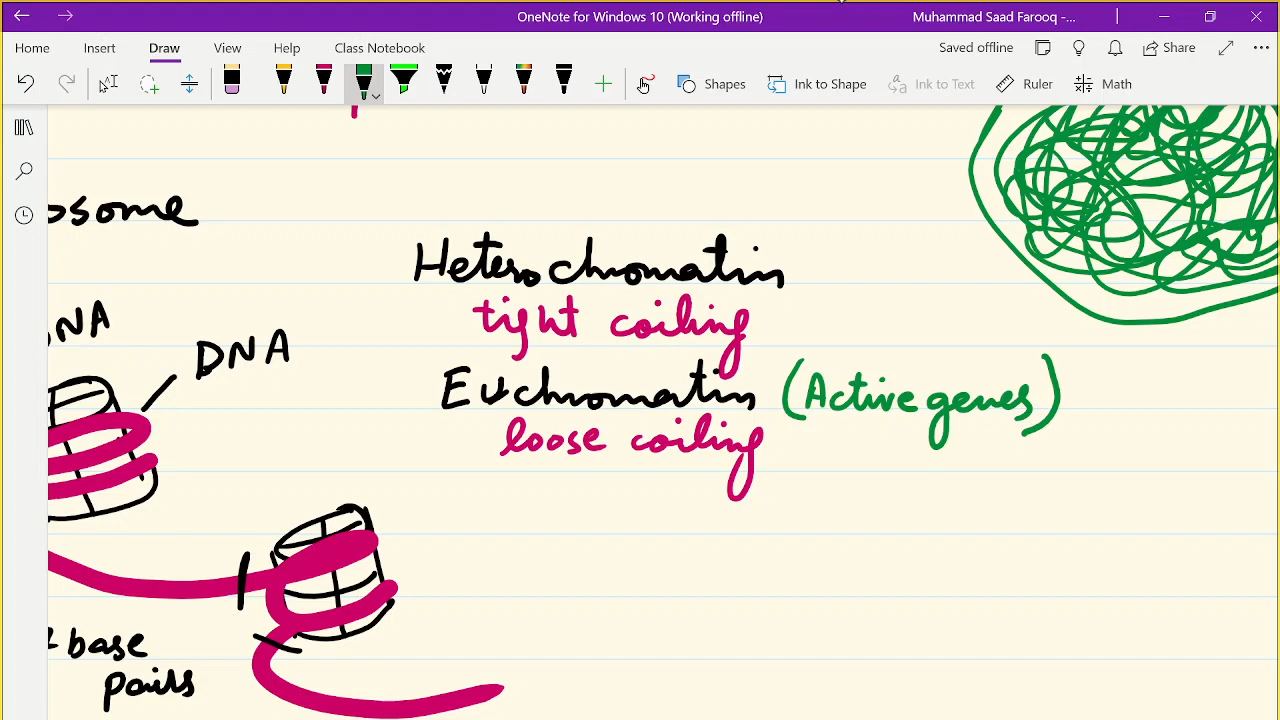 OneNote for Windows 10 (Working offline)
Muhammad Saad Farooq -...
Home Insert Draw View Help Class Notebook
Saved offline
Share
Shapes
Ink to Shape
Ink to Text
Ruler
Math
osome
Heterochromatin
tight coiling
NA
DNA
Euchromatin (Active genes)
loose coiling
base
pairs